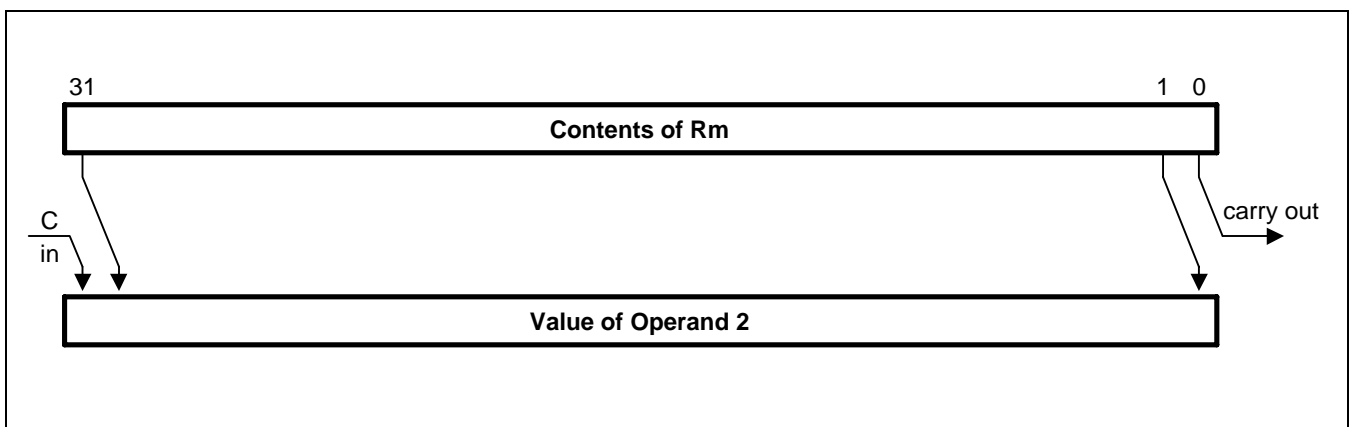 31 1 0
Contents of Rm
C
in
carry out
Value of Operand 2